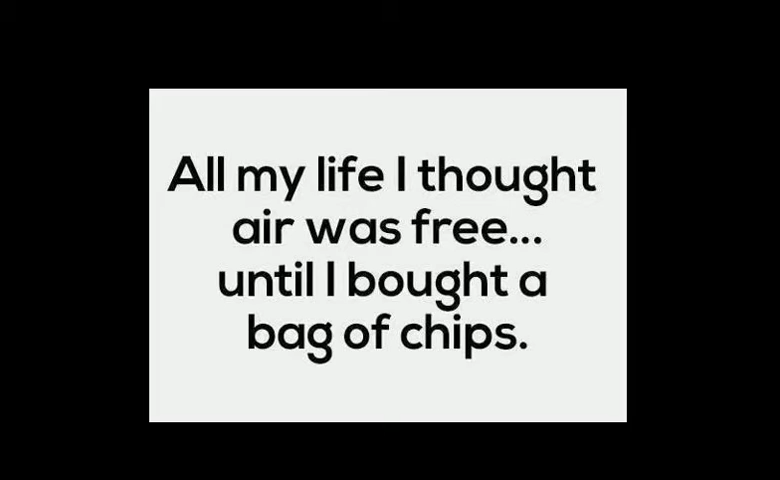 All my life I thought
air was free...
until I bought a
bag of chips.